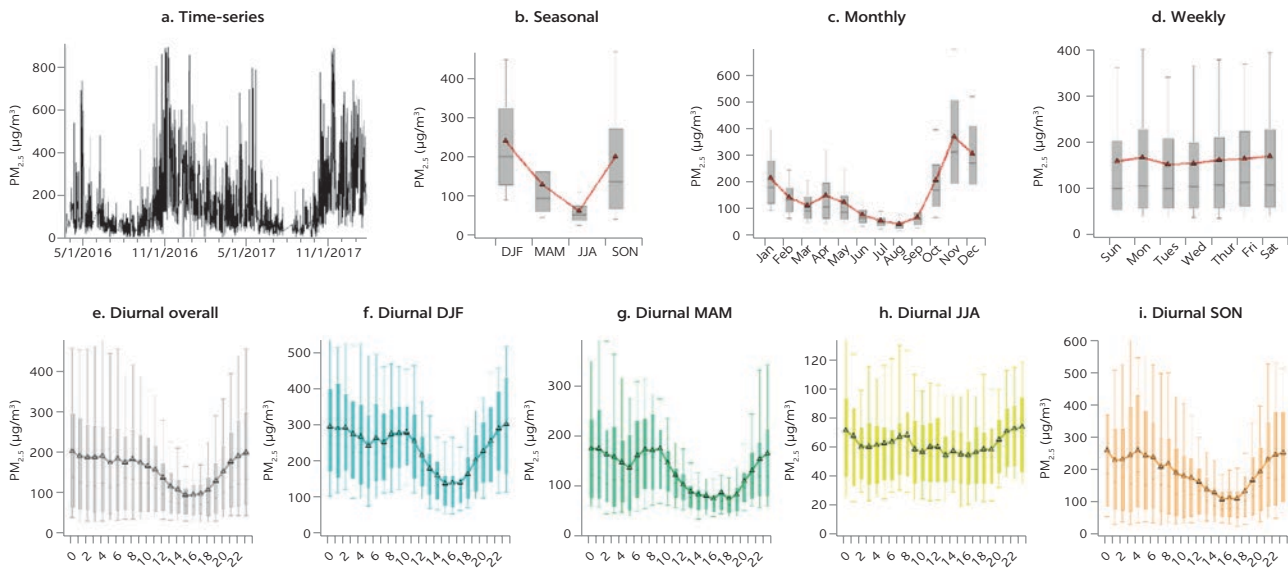 a. Time-series
PM2.5 (µg/m³)
800
600
400
200
0
5/1/2016
11/1/2016
5/1/2017
11/1/2017
b. Seasonal
PM2.5 (µg/m³)
400
300
200
100
0
DJF
MAM
JJA
SON
c. Monthly
PM2.5 (µg/m³)
600
500
400
300
200
100
0
Jan
Feb
Mar
Apr
May
Jun
Jul
Aug
Sep
Oct
Nov
Dec
d. Weekly
PM2.5 (µg/m³)
400
300
200
100
0
Sun
Mon
Tues
Wed
Thur
Fri
Sat
e. Diurnal overall
PM2.5 (µg/m³)
400
300
200
100
0
0 2 4 6 8 10 12 14 16 18 20 22
f. Diurnal DJF
PM2.5 (µg/m³)
500
400
300
200
100
0
0 2 4 6 8 10 12 14 16 18 20 22
g. Diurnal MAM
PM2.5 (µg/m³)
300
200
100
0
0 2 4 6 8 10 12 14 16 18 20 22
h. Diurnal JJA
PM2.5 (µg/m³)
120
100
80
60
40
20
0
0 2 4 6 8 10 12 14 16 18 20 22
i. Diurnal SON
PM2.5 (µg/m³)
600
500
400
300
200
100
0
0 2 4 6 8 10 12 14 16 18 20 22